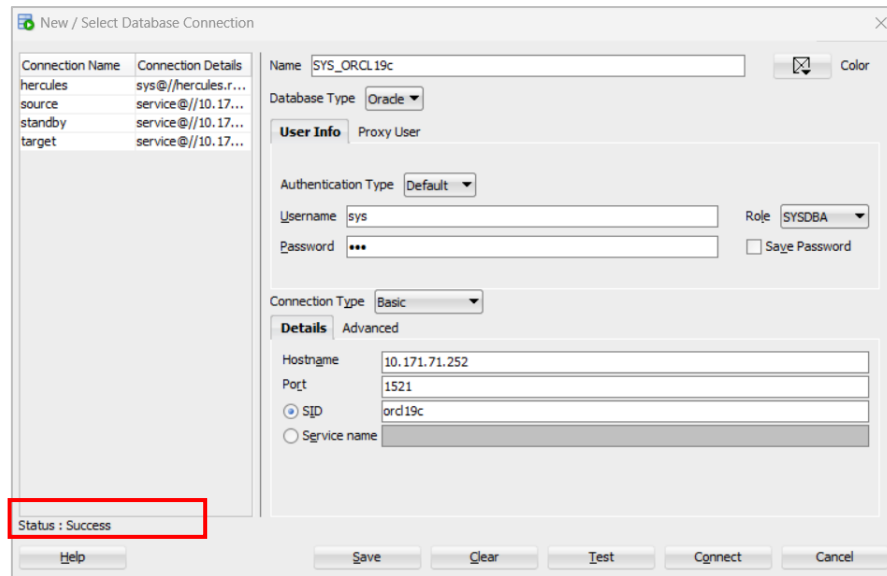 New / Select Database Connection
Connection Name Connection Details
hercules sys@//hercules.r...
source service@//10.17...
standby service@//10.17...
target service@//10.17...
Name SYS_ORCL19c Color
Database Type Oracle
User Info Proxy User
Authentication Type Default
Username sys Role SYSDBA
Password ••• Save Password
Connection Type Basic
Details Advanced
Hostname 10.171.71.252
Port 1521
SID orcl19c
Service name
Status : Success
Help Save Clear Test Connect Cancel